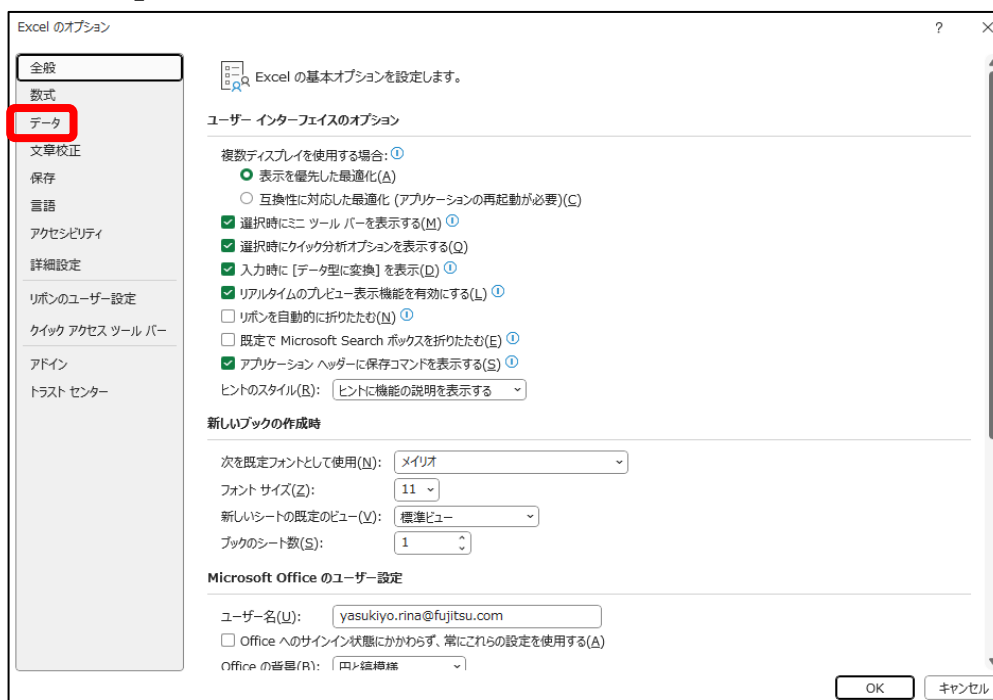 Excel のオプション
?
全般
数式
データ
文章校正
保存
言語
アクセシビリティ
詳細設定
リボンのユーザー設定
クイック アクセス ツール バー
アドイン
トラスト センター
Excel の基本オプションを設定します。
ユーザー インターフェイスのオプション
複数ディスプレイを使用する場合:
表示を優先した最適化(A)
互換性に対応した最適化 (アプリケーションの再起動が必要)(C)
選択時にミニ ツール バーを表示する(M)
選択時にクイック分析オプションを表示する(Q)
入力時に [データ型に変換] を表示(D)
リアルタイムのプレビュー表示機能を有効にする(L)
リボンを自動的に折りたたむ(N)
既定で Microsoft Search ボックスを折りたたむ(E)
アプリケーション ヘッダーに保存コマンドを表示する(S)
ヒントのスタイル(R): ヒントに機能の説明を表示する
新しいブックの作成時
次を既定フォントとして使用(N): メイリオ
フォント サイズ(Z): 11
新しいシートの既定のビュー(V): 標準ビュー
ブックのシート数(S): 1
Microsoft Office のユーザー設定
ユーザー名(U): yasukiyo.rina@fujitsu.com
Office へのサインイン状態にかかわらず、常にこれらの設定を使用する(A)
Office の背景(B): 円と縞模様
OK
キャンセル